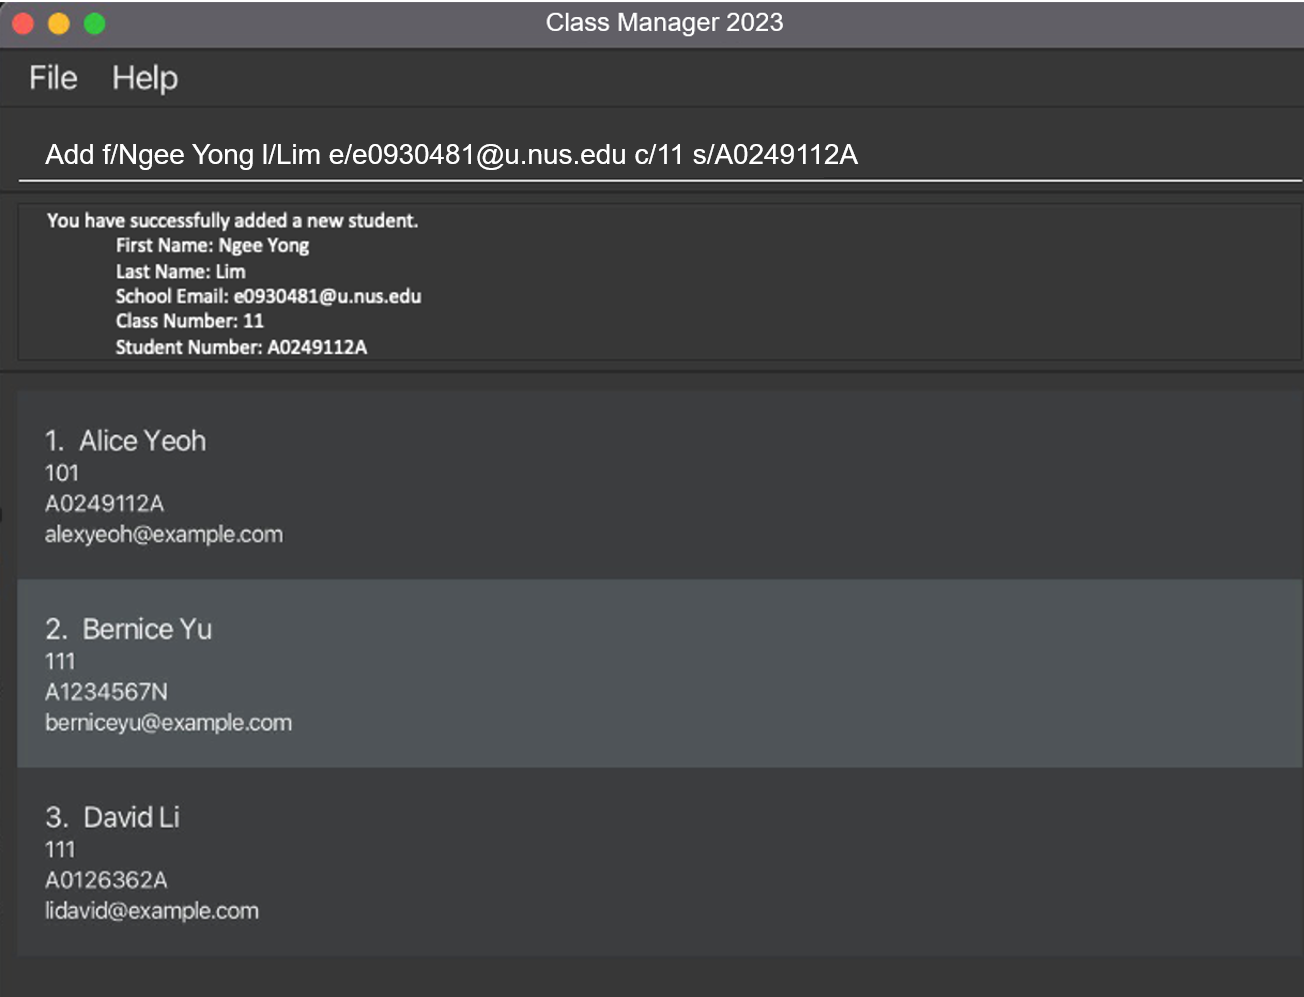 Class Manager 2023
File Help
Add f/Ngee Yong l/Lim e/e0930481@u.nus.edu c/11 s/A0249112A
You have successfully added a new student.
First Name: Ngee Yong
Last Name: Lim
School Email: e0930481@u.nus.edu
Class Number: 11
Student Number: A0249112A
1. Alice Yeoh
101
A0249112A
alexyeoh@example.com
2. Bernice Yu
111
A1234567N
berniceyu@example.com
3. David Li
111
A0126362A
lidavid@example.com